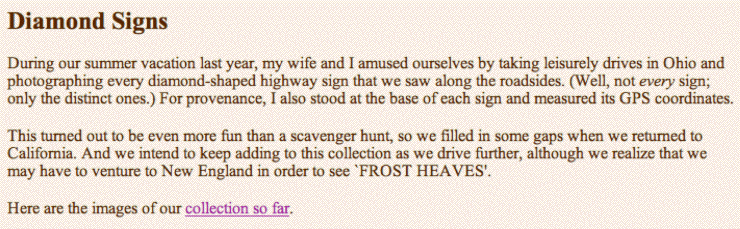 Diamond Signs
During our summer vacation last year, my wife and I amused ourselves by taking leisurely drives in Ohio and
photographing every diamond-shaped highway sign that we saw along the roadsides. (Well, not every sign;
only the distinct ones.) For provenance, I also stood at the base of each sign and measured its GPS coordinates.
This turned out to be even more fun than a scavenger hunt, so we filled in some gaps when we returned to
California. And we intend to keep adding to this collection as we drive further, although we realize that we
may have to venture to New England in order to see `FROST HEAVES'.
Here are the images of our collection so far.